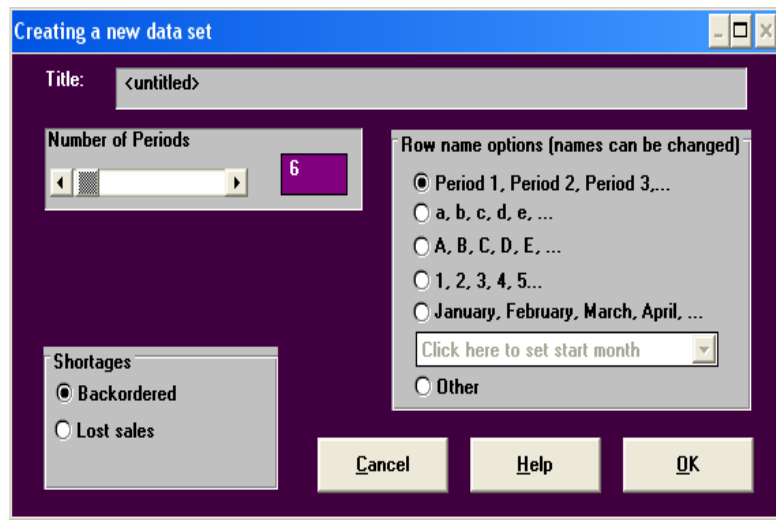 Creating a new data set
Title:
<untitled>
Number of Periods
6
Row name options (names can be changed)
Period 1, Period 2, Period 3,...
a, b, c, d, e, ...
A, B, C, D, E, ...
1, 2, 3, 4, 5...
January, February, March, April, ...
Click here to set start month
Other
Shortages
Backordered
Lost sales
Cancel
Help
OK